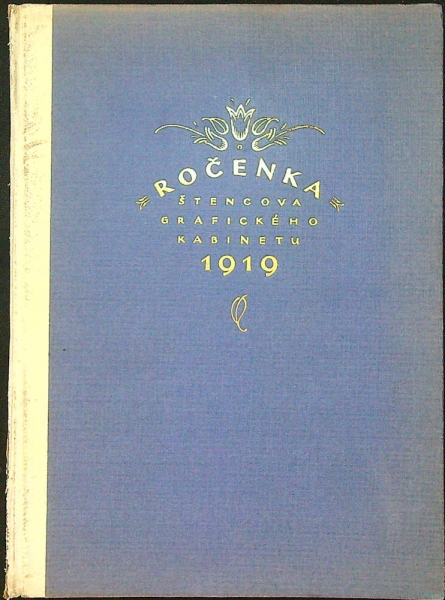 ROČENKA
ŠTENCOVA
GRAFICKÉHO
KABINETU
1919